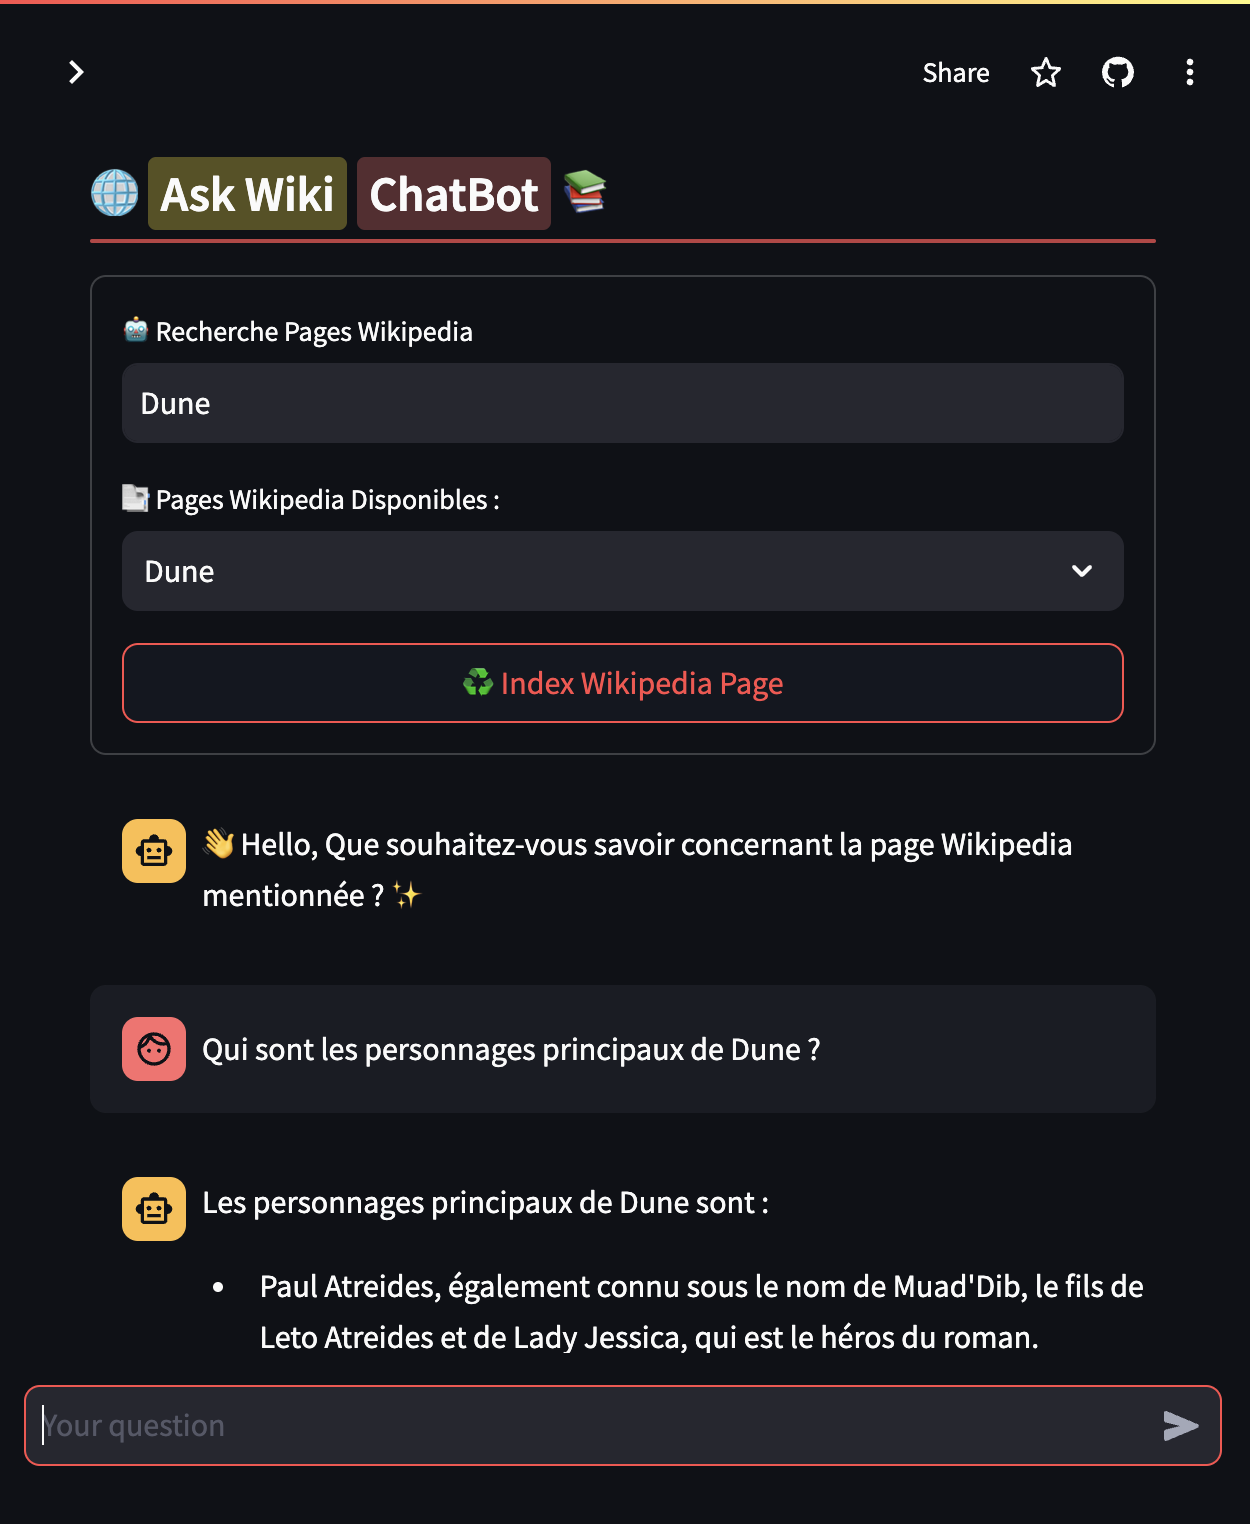 Share
Ask Wiki ChatBot
Recherche Pages Wikipedia
Dune
Pages Wikipedia Disponibles :
Dune
Index Wikipedia Page
Hello, Que souhaitez-vous savoir concernant la page Wikipedia
mentionnée ?
Qui sont les personnages principaux de Dune ?
Les personnages principaux de Dune sont :
Paul Atreides, également connu sous le nom de Muad'Dib, le fils de
Leto Atreides et de Lady Jessica, qui est le héros du roman.
Your question